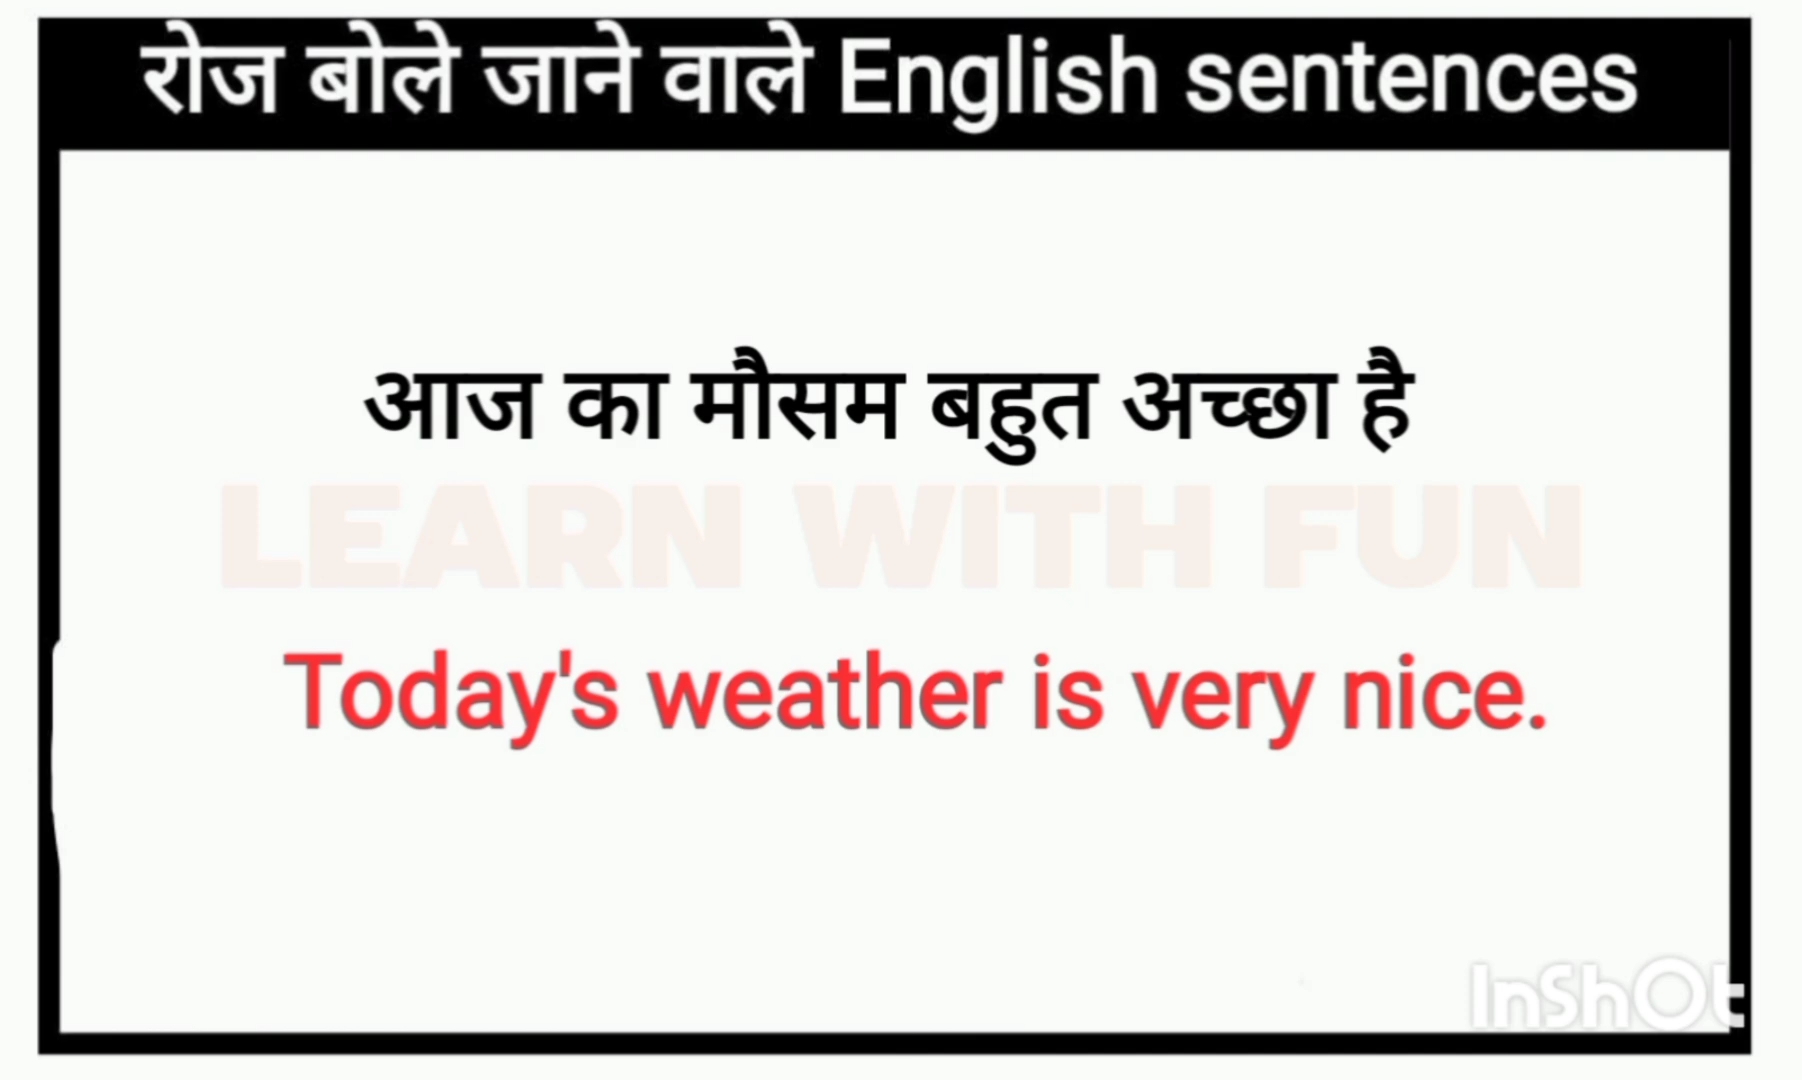 रोज बोले जाने वाले English sentences
आज का मौसम बहुत अच्छा है
LEARN WITH FUN
Today's weather is very nice.
InShOt